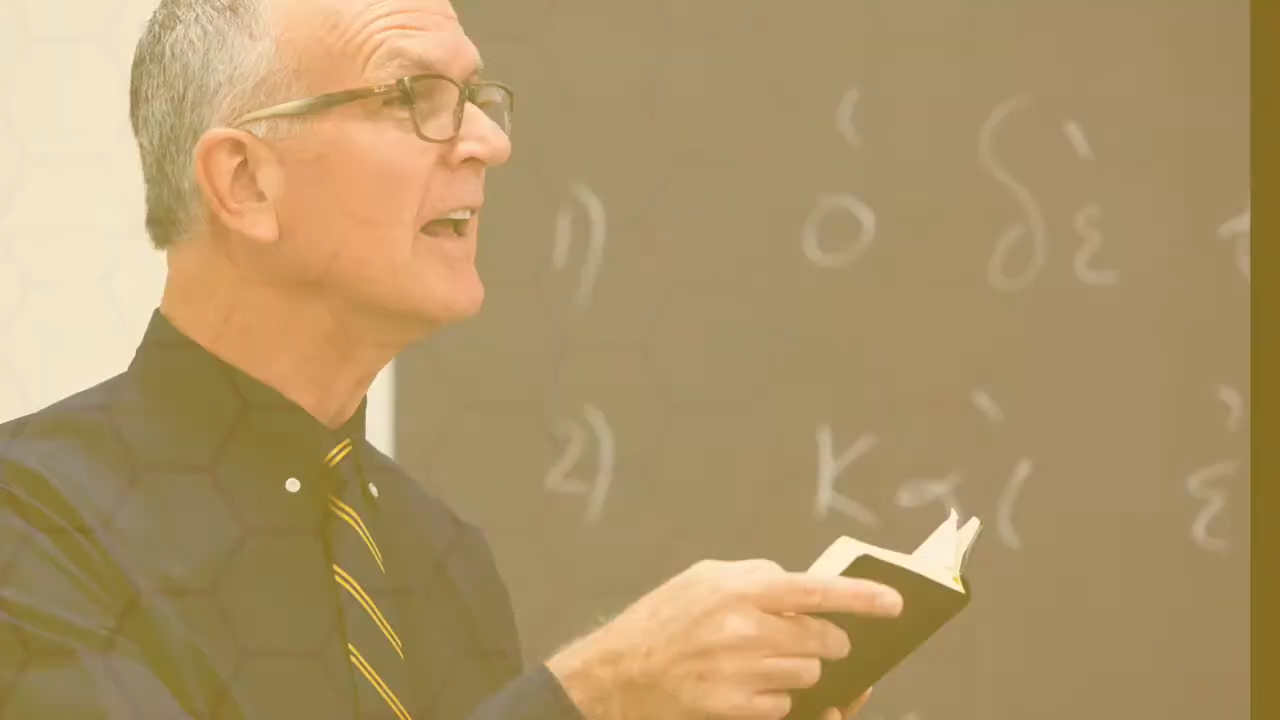 1) ὁ δὲ
2) καὶ ἐ